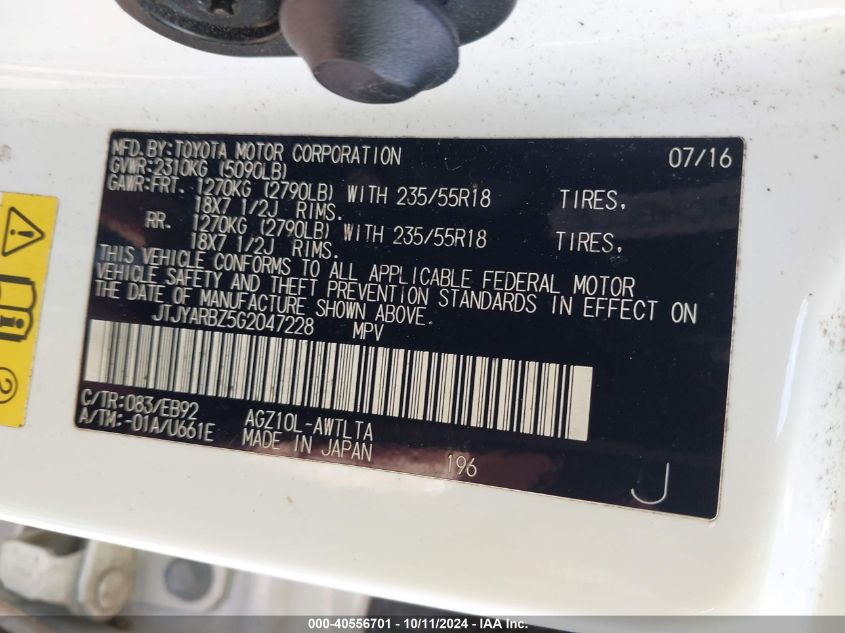 MFD.BY:TOYOTA MOTOR CORPORATION 07/16
GVWR:2310KG (5090LB)
GAWR:FRT. 1270KG (2790LB) WITH 235/55R18 TIRES,
18X7 1/2J RIMS.
RR. 1270KG (2790LB) WITH 235/55R18 TIRES,
18X7 1/2J RIMS.
THIS VEHICLE CONFORMS TO ALL APPLICABLE FEDERAL MOTOR
VEHICLE SAFETY AND THEFT PREVENTION STANDARDS IN EFFECT ON
THE DATE OF MANUFACTURE SHOWN ABOVE.
JTJYARBZ5G2047228 MPV
C/TR:083/EB92 AGZ10L-AWTLTA
A/TM:-01A/U661E MADE IN JAPAN 196
J
2
000-40556701 - 10/11/2024 - IAA Inc.